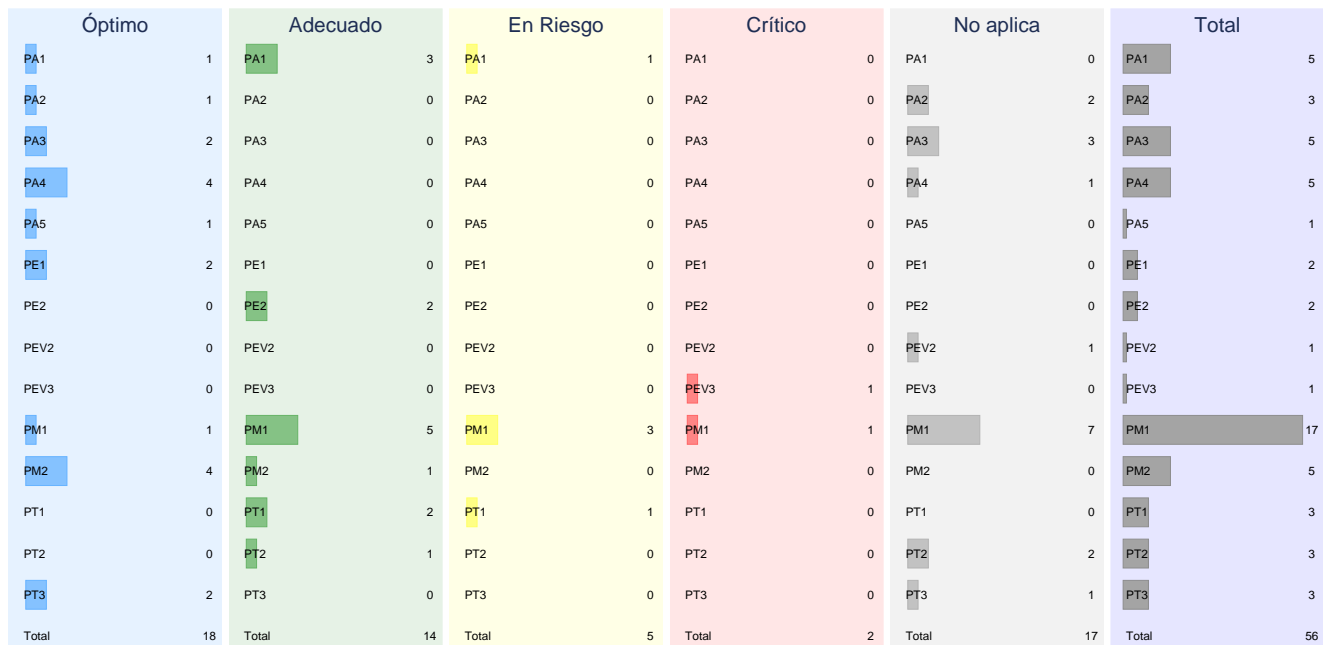 Óptimo Adecuado En Riesgo Crítico No aplica Total
PA1 1 PA1 3 PA1 1 PA1 0 PA1 0 PA1 5
PA2 1 PA2 0 PA2 0 PA2 0 PA2 2 PA2 3
PA3 2 PA3 0 PA3 0 PA3 0 PA3 3 PA3 5
PA4 4 PA4 0 PA4 0 PA4 0 PA4 1 PA4 5
PA5 1 PA5 0 PA5 0 PA5 0 PA5 0 PA5 1
PE1 2 PE1 0 PE1 0 PE1 0 PE1 0 PE1 2
PE2 0 PE2 2 PE2 0 PE2 0 PE2 0 PE2 2
PEV2 0 PEV2 0 PEV2 0 PEV2 0 PEV2 1 PEV2 1
PEV3 0 PEV3 0 PEV3 0 PEV3 1 PEV3 0 PEV3 1
PM1 1 PM1 5 PM1 3 PM1 1 PM1 7 PM1 17
PM2 4 PM2 1 PM2 0 PM2 0 PM2 0 PM2 5
PT1 0 PT1 2 PT1 1 PT1 0 PT1 0 PT1 3
PT2 0 PT2 1 PT2 0 PT2 0 PT2 2 PT2 3
PT3 2 PT3 0 PT3 0 PT3 0 PT3 1 PT3 3
Total 18 Total 14 Total 5 Total 2 Total 17 Total 56